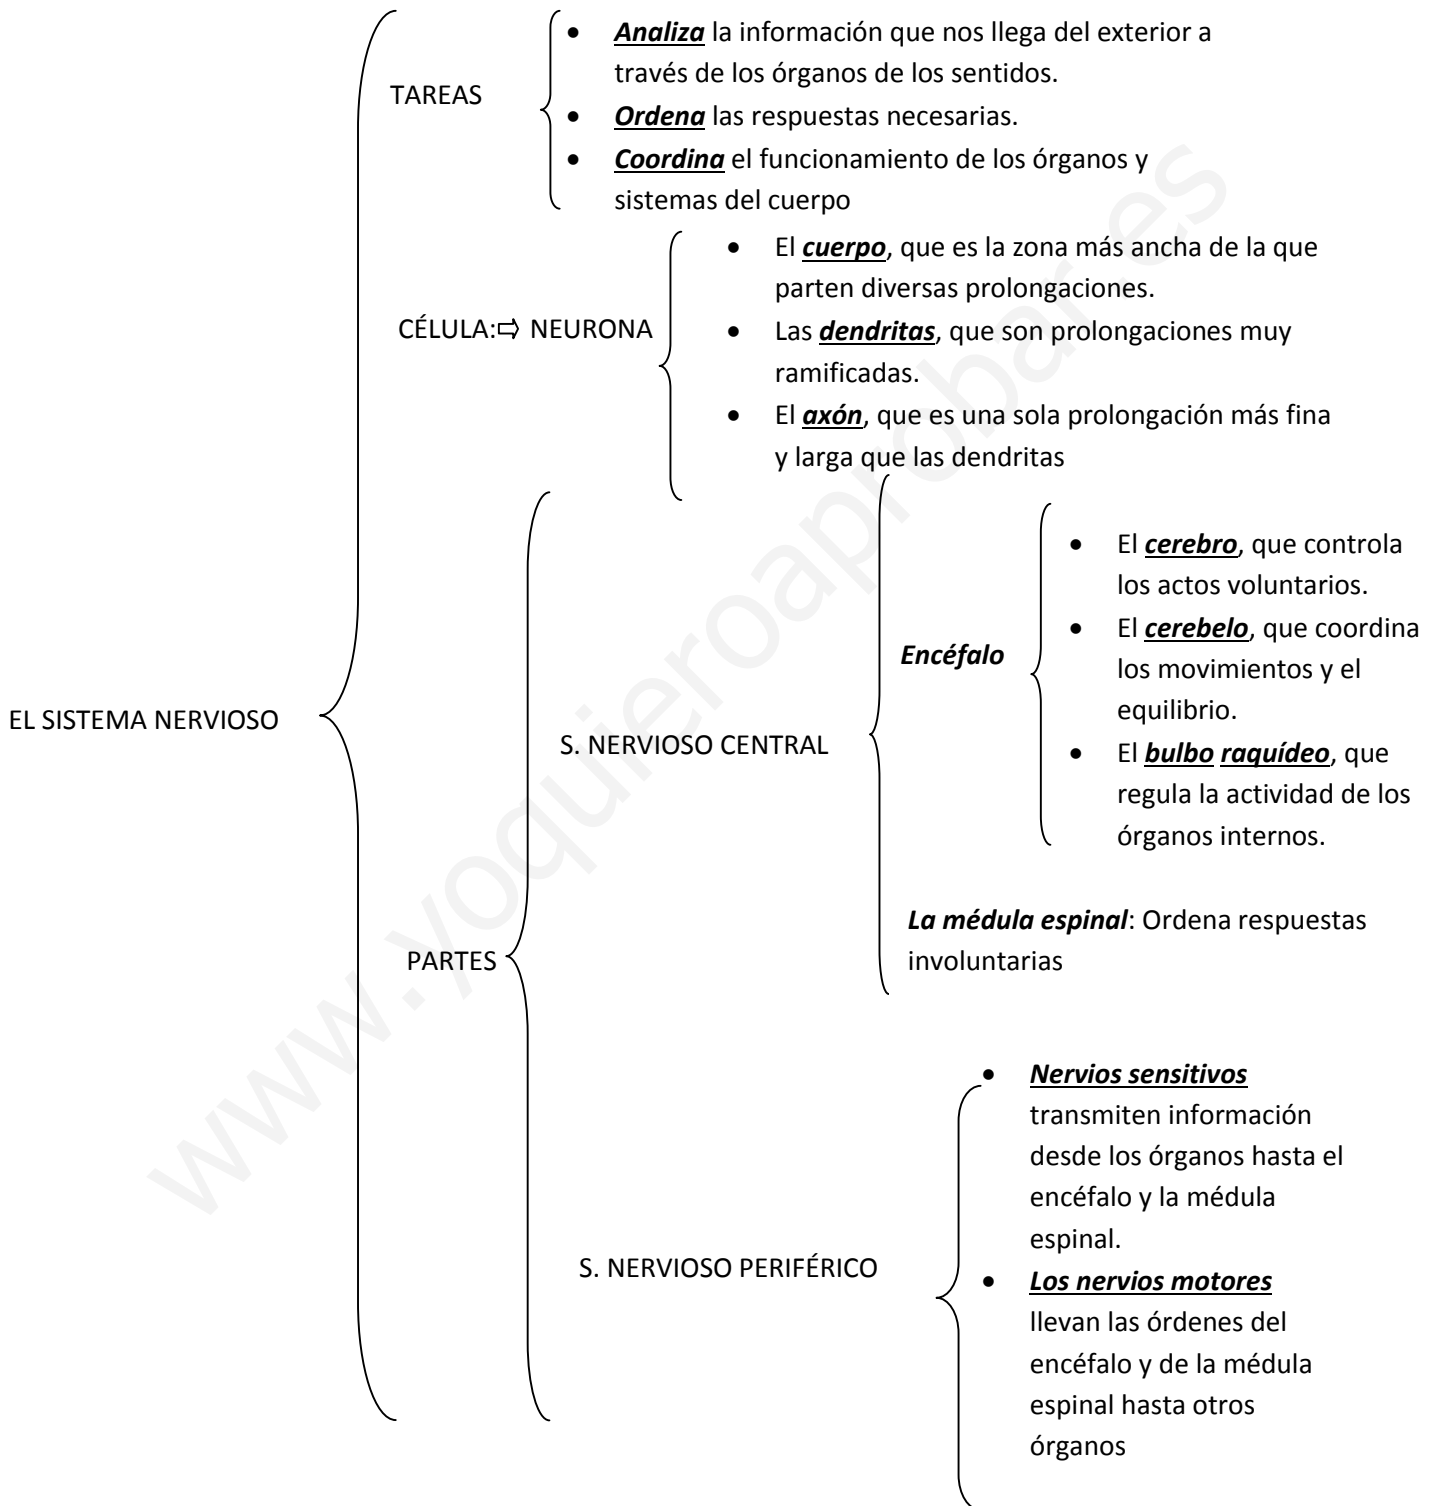 Analiza la información que nos llega del exterior a
través de los órganos de los sentidos.
TAREAS
Ordena las respuestas necesarias.
Coordina el funcionamiento de los órganos y
sistemas del cuerpo
El cuerpo, que es la zona más ancha de la que
parten diversas prolongaciones.
CÉLULA:⇨ NEURONA
Las dendritas, que son prolongaciones muy
ramificadas.
El axón, que es una sola prolongación más fina
y larga que las dendritas
EL SISTEMA NERVIOSO
PARTES
S. NERVIOSO CENTRAL
Encéfalo
El cerebro, que controla
los actos voluntarios.
El cerebelo, que coordina
los movimientos y el
equilibrio.
El bulbo raquídeo, que
regula la actividad de los
órganos internos.
La médula espinal: Ordena respuestas
involuntarias
S. NERVIOSO PERIFÉRICO
Nervios sensitivos
transmiten información
desde los órganos hasta el
encéfalo y la médula
espinal.
Los nervios motores
llevan las órdenes del
encéfalo y de la médula
espinal hasta otros
órganos
www.yoquieroaprobar.es